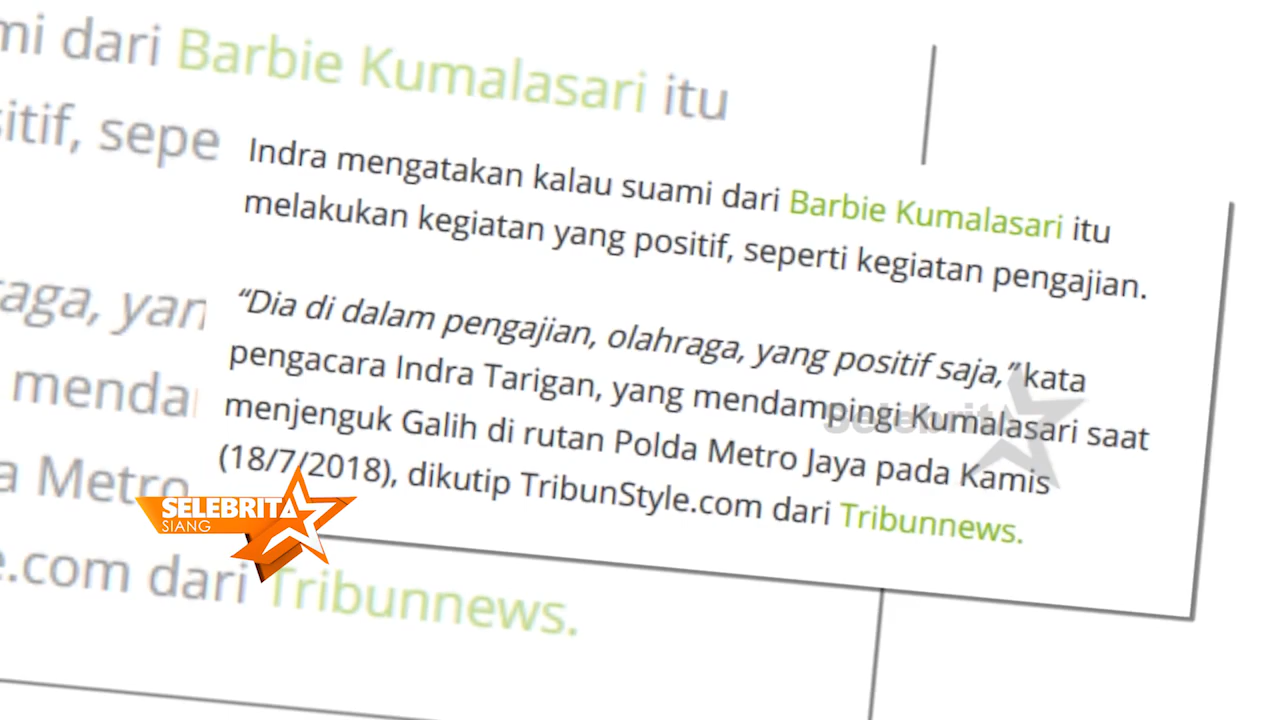 mi dari Barbie Kumalasari itu
sitif, sepe
Indra mengatakan kalau suami dari Barbie Kumalasari itu
melakukan kegiatan yang positif, seperti kegiatan pengajian.
raga, yan
“Dia di dalam pengajian, olahraga, yang positif saja,” kata
pengacara Indra Tarigan, yang mendampingi Kumalasari saat
menda
menjenguk Galih di rutan Polda Metro Jaya pada Kamis
(18/7/2018), dikutip TribunStyle.com dari Tribunnews.
a Metro
Selebrita
SELEBRITA
SIANG
e.com dari Tribunnews.